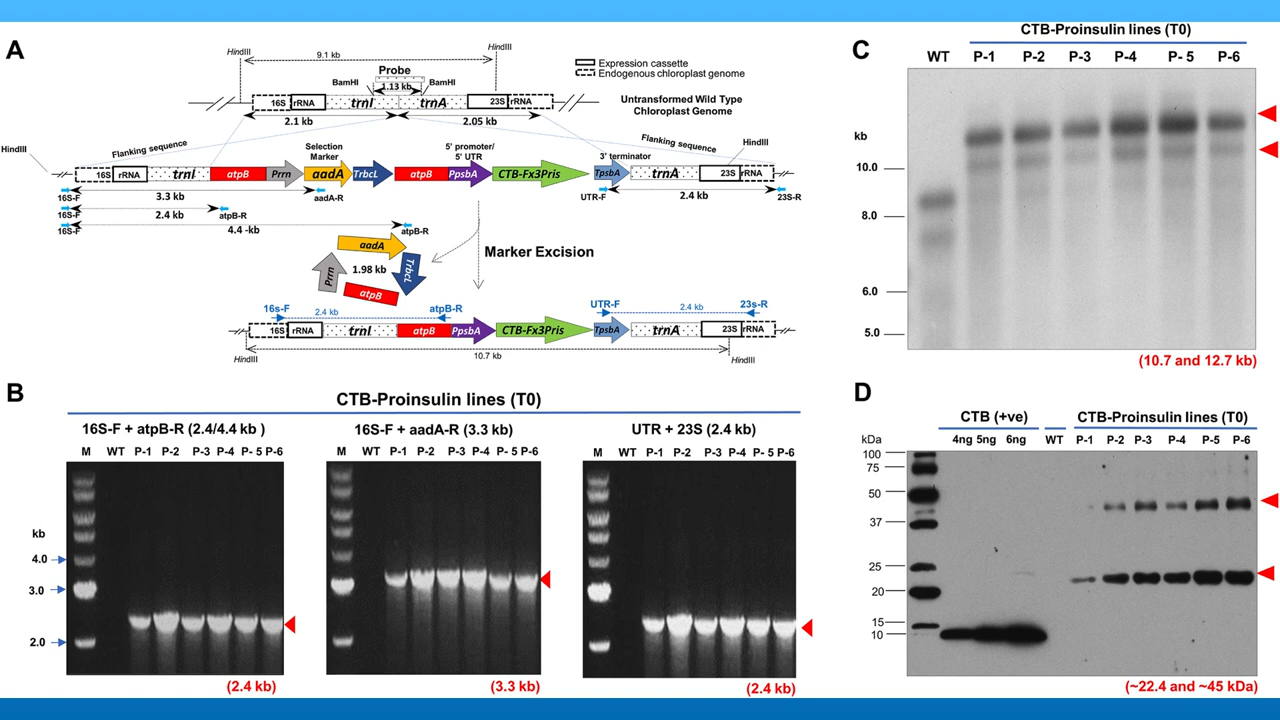 A
HindIII
9.1 kb
HindIII
Probe
BamHI
1.13 kb
BamHI
Expression cassette
Endogenous chloroplast genome
16S
rRNA
trnI
trnA
23S
rRNA
Untransformed Wild Type
Chloroplast Genome
2.1 kb
2.05 kb
HindIII
Flanking sequence
Selection
Marker
5' promoter/
5' UTR
3' terminator
Flanking sequence
HindIII
16S
rRNA
trnI
atpB
Prrn
aadA
TrbcL
atpB
PpsbA
CTB-Fx3Pris
TpsbA
trnA
23S
rRNA
16S-F
3.3 kb
aadA-R
UTR-F
2.4 kb
23S-R
16S-F
2.4 kb
atpB-R
16S-F
4.4 -kb
atpB-R
aadA
Prrn
1.98 kb
TrbcL
atpB
Marker Excision
16s-F
2.4 kb
atpB-R
UTR-F
2.4 kb
23s-R
16S
rRNA
trnI
atpB
PpsbA
CTB-Fx3Pris
TpsbA
trnA
23S
rRNA
HindIII
10.7 kb
HindIII
B
CTB-Proinsulin lines (T0)
16S-F + atpB-R (2.4/4.4 kb )
16S-F + aadA-R (3.3 kb)
UTR + 23S (2.4 kb)
M WT P-1 P-2 P-3 P-4 P- 5 P-6
M WT P-1 P-2 P-3 P-4 P-5 P-6
M WT P-1 P-2 P-3 P-4 P- 5 P-6
kb
4.0
3.0
2.0
(2.4 kb)
(3.3 kb)
(2.4 kb)
C
CTB-Proinsulin lines (T0)
WT P-1 P-2 P-3 P-4 P- 5 P-6
kb
10.0
8.0
6.0
5.0
(10.7 and 12.7 kb)
D
CTB (+ve)
CTB-Proinsulin lines (T0)
kDa
4ng 5ng 6ng WT P-1 P-2 P-3 P-4 P-5 P-6
100
75
50
37
25
20
15
10
(~22.4 and ~45 kDa)